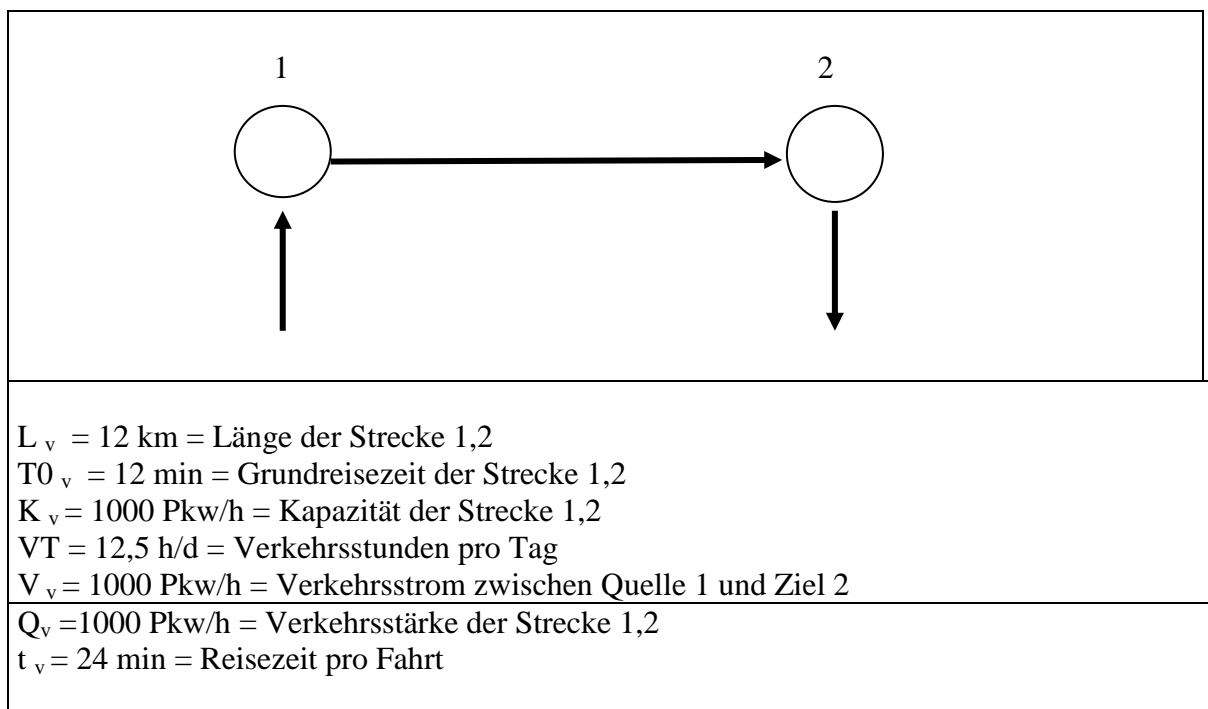 1 2
L v = 12 km = Länge der Strecke 1,2
T0 v = 12 min = Grundreisezeit der Strecke 1,2
K v = 1000 Pkw/h = Kapazität der Strecke 1,2
VT = 12,5 h/d = Verkehrsstunden pro Tag
V v = 1000 Pkw/h = Verkehrsstrom zwischen Quelle 1 und Ziel 2
Qv =1000 Pkw/h = Verkehrsstärke der Strecke 1,2
t v = 24 min = Reisezeit pro Fahrt